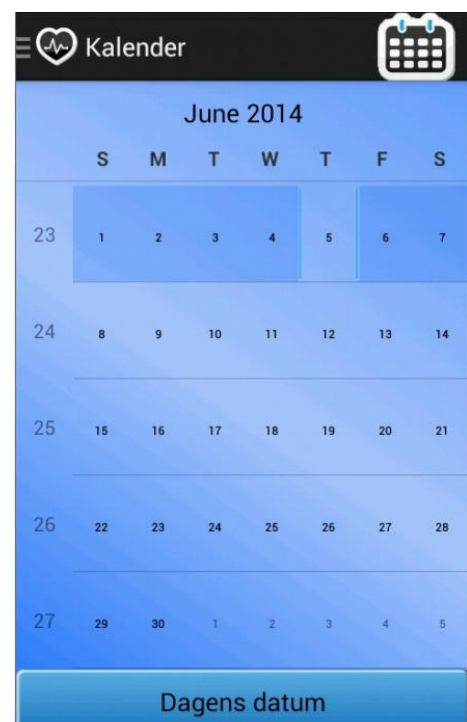 Kalender
June 2014
S M T W T F S
23 1 2 3 4 5 6 7
24 8 9 10 11 12 13 14
25 15 16 17 18 19 20 21
26 22 23 24 25 26 27 28
27 29 30 1 2 3 4 5
Dagens datum